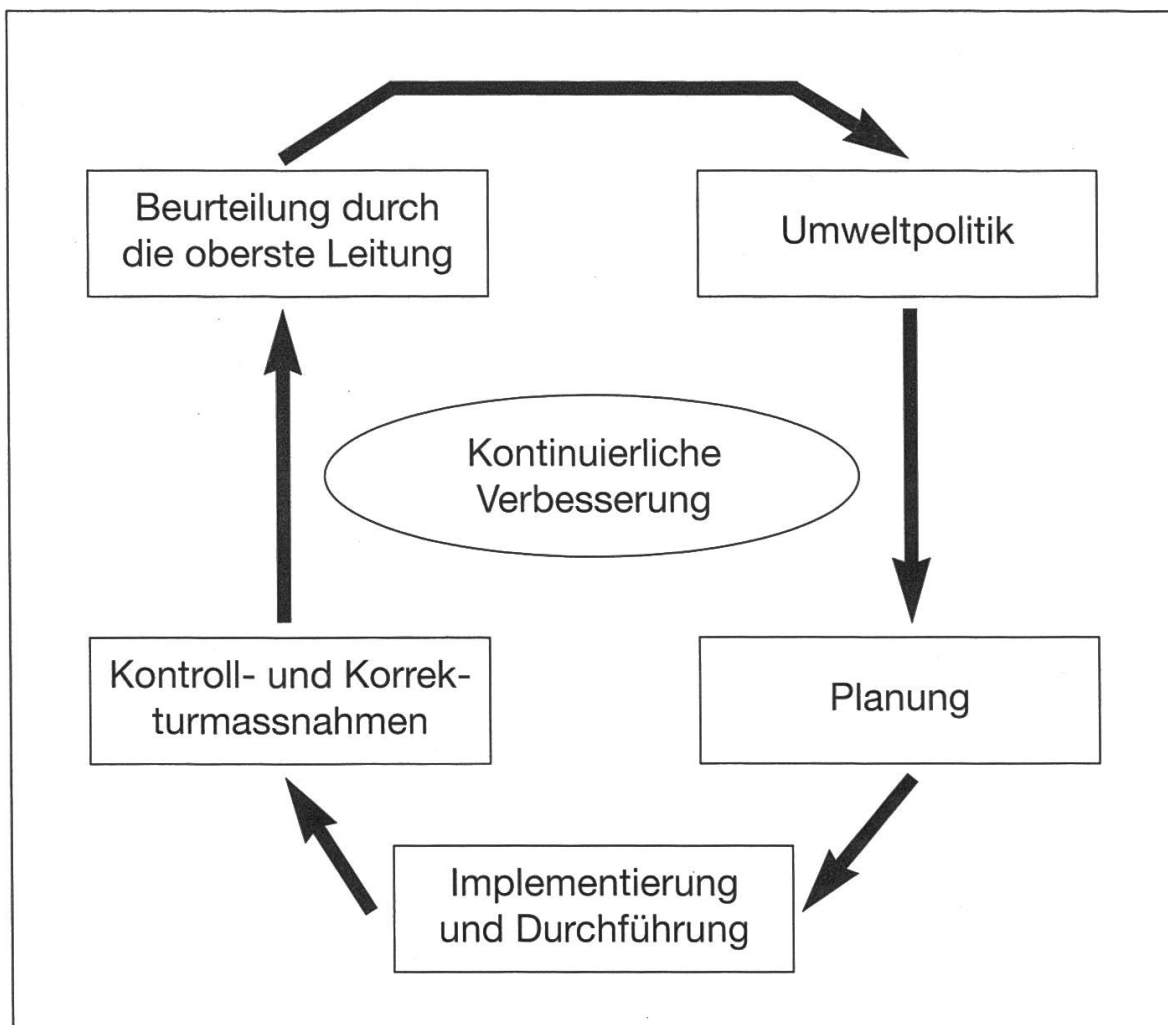 Beurteilung durch
die oberste Leitung
Umweltpolitik
Kontinuierliche
Verbesserung
Kontroll- und Korrek-
turmassnahmen
Planung
Implementierung
und Durchführung